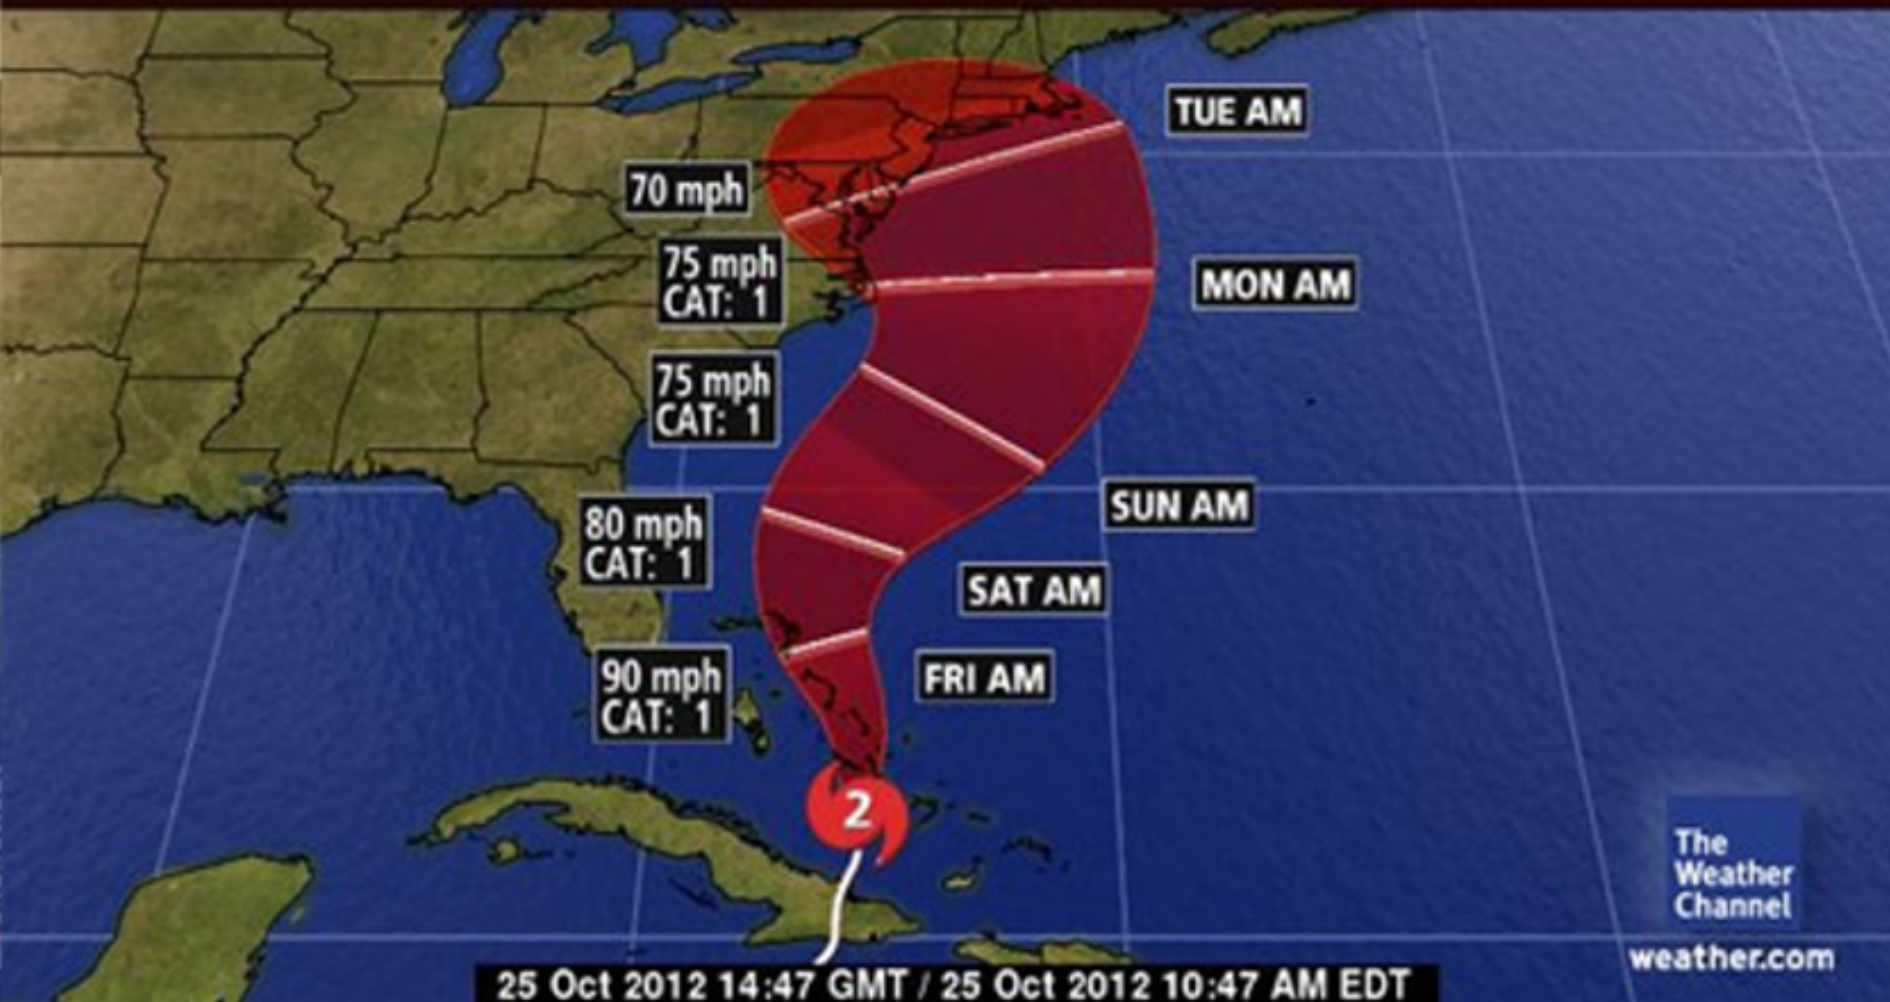 TUE AM
70 mph
75 mph
CAT: 1
MON AM
75 mph
CAT: 1
SUN AM
80 mph
CAT: 1
SAT AM
90 mph
CAT: 1
FRI AM
2
The
Weather
Channel
weather.com
25 Oct 2012 14:47 GMT / 25 Oct 2012 10:47 AM EDT